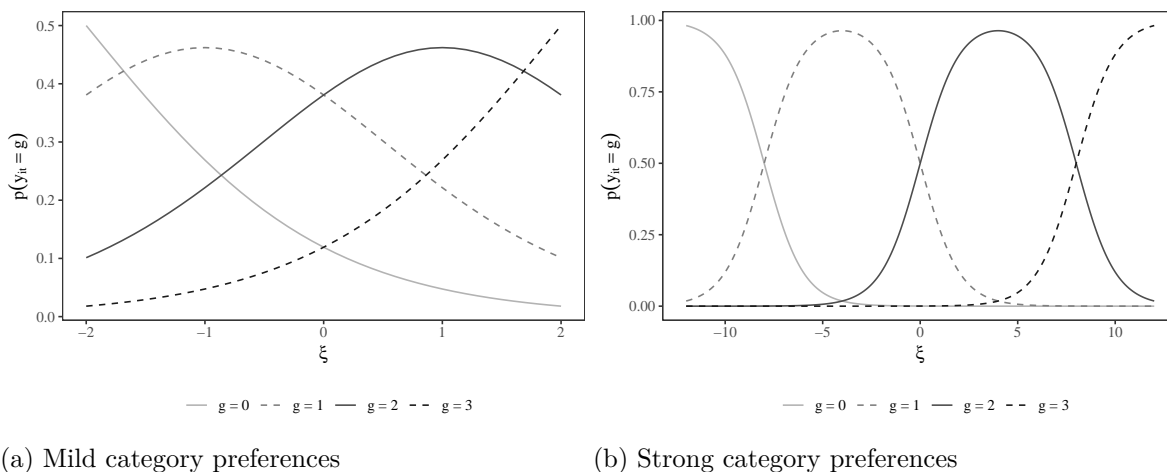 0.5
0.4
0.3
0.2
0.1
0.0
p(y_it = g)
−2 −1 0 1 2
ξ
g = 0 g = 1 g = 2 g = 3
(a) Mild category preferences
1.00
0.75
0.50
0.25
0.00
p(y_it = g)
−10 −5 0 5 10
ξ
g = 0 g = 1 g = 2 g = 3
(b) Strong category preferences